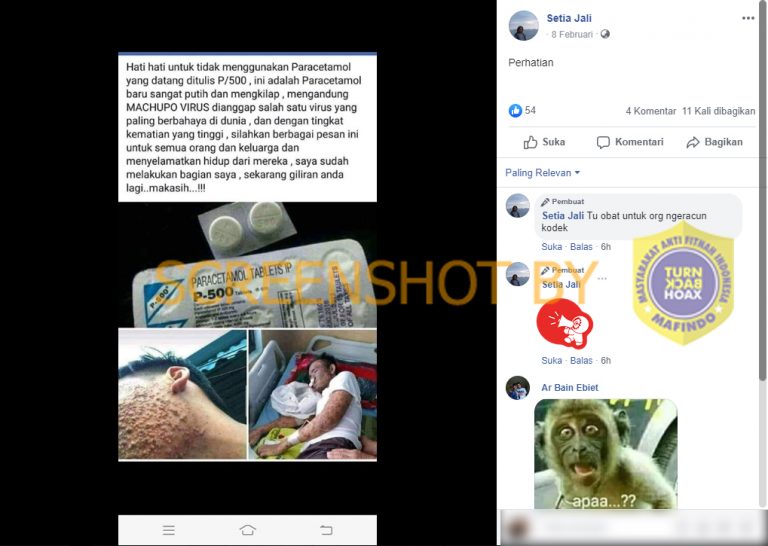 Hati hati untuk tidak menggunakan Paracetamol
yang datang ditulis P/500 , ini adalah Paracetamol
baru sangat putih dan mengkilap , mengandung
MACHUPO VIRUS dianggap salah satu virus yang
paling berbahaya di dunia , dan dengan tingkat
kematian yang tinggi , silahkan berbagai pesan ini
untuk semua orang dan keluarga dan
menyelamatkan hidup dari mereka , saya sudah
melakukan bagian saya , sekarang giliran anda
lagi..makasih...!!!
PARACETAMOL TABLETS IP
P-500
SCREENSHOT BY
Setia Jali
8 Februari
Perhatian
54
4 Komentar 11 Kali dibagikan
Suka Komentari Bagikan
Paling Relevan
Pembuat
Setia Jali Tu obat untuk org ngeracun
kodek
Suka · Balas · 6h
Pembuat
Setia Jali
Suka · Balas · 6h
MASYARAKAT ANTI FITNAH INDONESIA
TURN
BACK
HOAX
MAFINDO
Ar Bain Ebiet
apaa...??